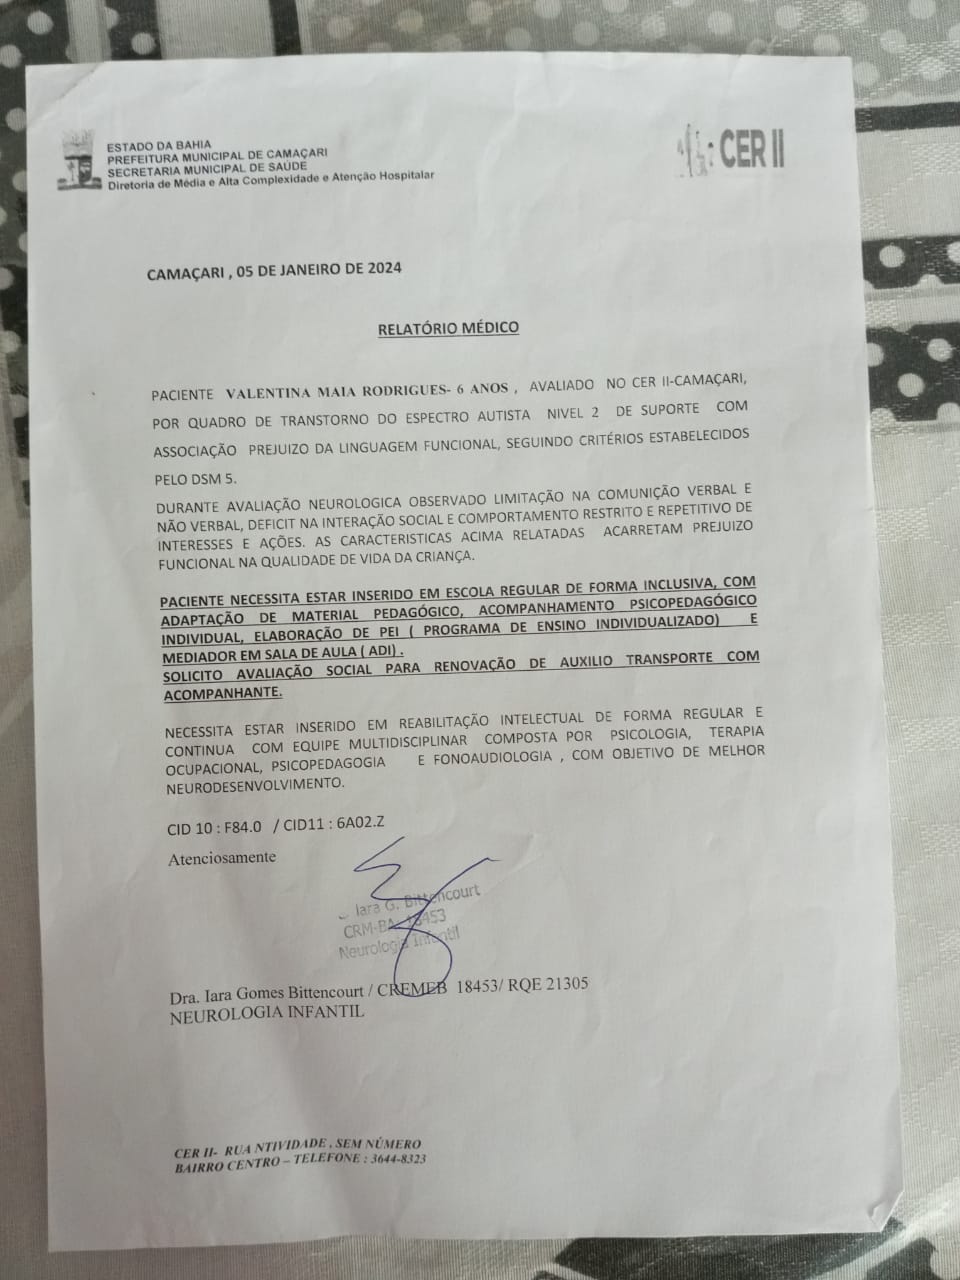 ESTADO DA BAHIA
PREFEITURA MUNICIPAL DE CAMAÇARI
SECRETARIA MUNICIPAL DE SAÚDE
Diretoria de Média e Alta Complexidade e Atenção Hospitalar
CER II
CAMAÇARI , 05 DE JANEIRO DE 2024
RELATÓRIO MÉDICO
PACIENTE VALENTINA MAIA RODRIGUES- 6 ANOS , AVALIADO NO CER II-CAMAÇARI,
POR QUADRO DE TRANSTORNO DO ESPECTRO AUTISTA NIVEL 2 DE SUPORTE COM
ASSOCIAÇÃO PREJUIZO DA LINGUAGEM FUNCIONAL, SEGUINDO CRITÉRIOS ESTABELECIDOS
PELO DSM 5.
DURANTE AVALIAÇÃO NEUROLOGICA OBSERVADO LIMITAÇÃO NA COMUNIÇÃO VERBAL E
NÃO VERBAL, DEFICIT NA INTERAÇÃO SOCIAL E COMPORTAMENTO RESTRITO E REPETITIVO DE
INTERESSES E AÇÕES. AS CARACTERISTICAS ACIMA RELATADAS ACARRETAM PREJUIZO
FUNCIONAL NA QUALIDADE DE VIDA DA CRIANÇA.
PACIENTE NECESSITA ESTAR INSERIDO EM ESCOLA REGULAR DE FORMA INCLUSIVA, COM
ADAPTAÇÃO DE MATERIAL PEDAGÓGICO, ACOMPANHAMENTO PSICOPEDAGÓGICO
INDIVIDUAL, ELABORAÇÃO DE PEI ( PROGRAMA DE ENSINO INDIVIDUALIZADO) E
MEDIADOR EM SALA DE AULA ( ADI) .
SOLICITO AVALIAÇÃO SOCIAL PARA RENOVAÇÃO DE AUXILIO TRANSPORTE COM
ACOMPANHANTE.
NECESSITA ESTAR INSERIDO EM REABILITAÇÃO INTELECTUAL DE FORMA REGULAR E
CONTINUA COM EQUIPE MULTIDISCIPLINAR COMPOSTA POR PSICOLOGIA, TERAPIA
OCUPACIONAL, PSICOPEDAGOGIA E FONOAUDIOLOGIA , COM OBJETIVO DE MELHOR
NEURODESENVOLVIMENTO.
CID 10 : F84.0 / CID11 : 6A02.Z
Atenciosamente
Iara G. Bittencourt
CRM-BA 18453
Neurologia Infantil
Dra. Iara Gomes Bittencourt / CREMEB 18453/ RQE 21305
NEUROLOGIA INFANTIL
CER II- RUA NTIVIDADE , SEM NÚMERO
BAIRRO CENTRO – TELEFONE : 3644-8323